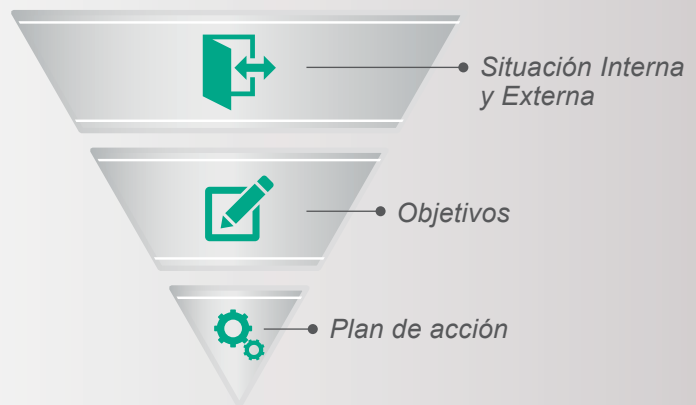 Situación Interna
y Externa
Objetivos
Plan de acción